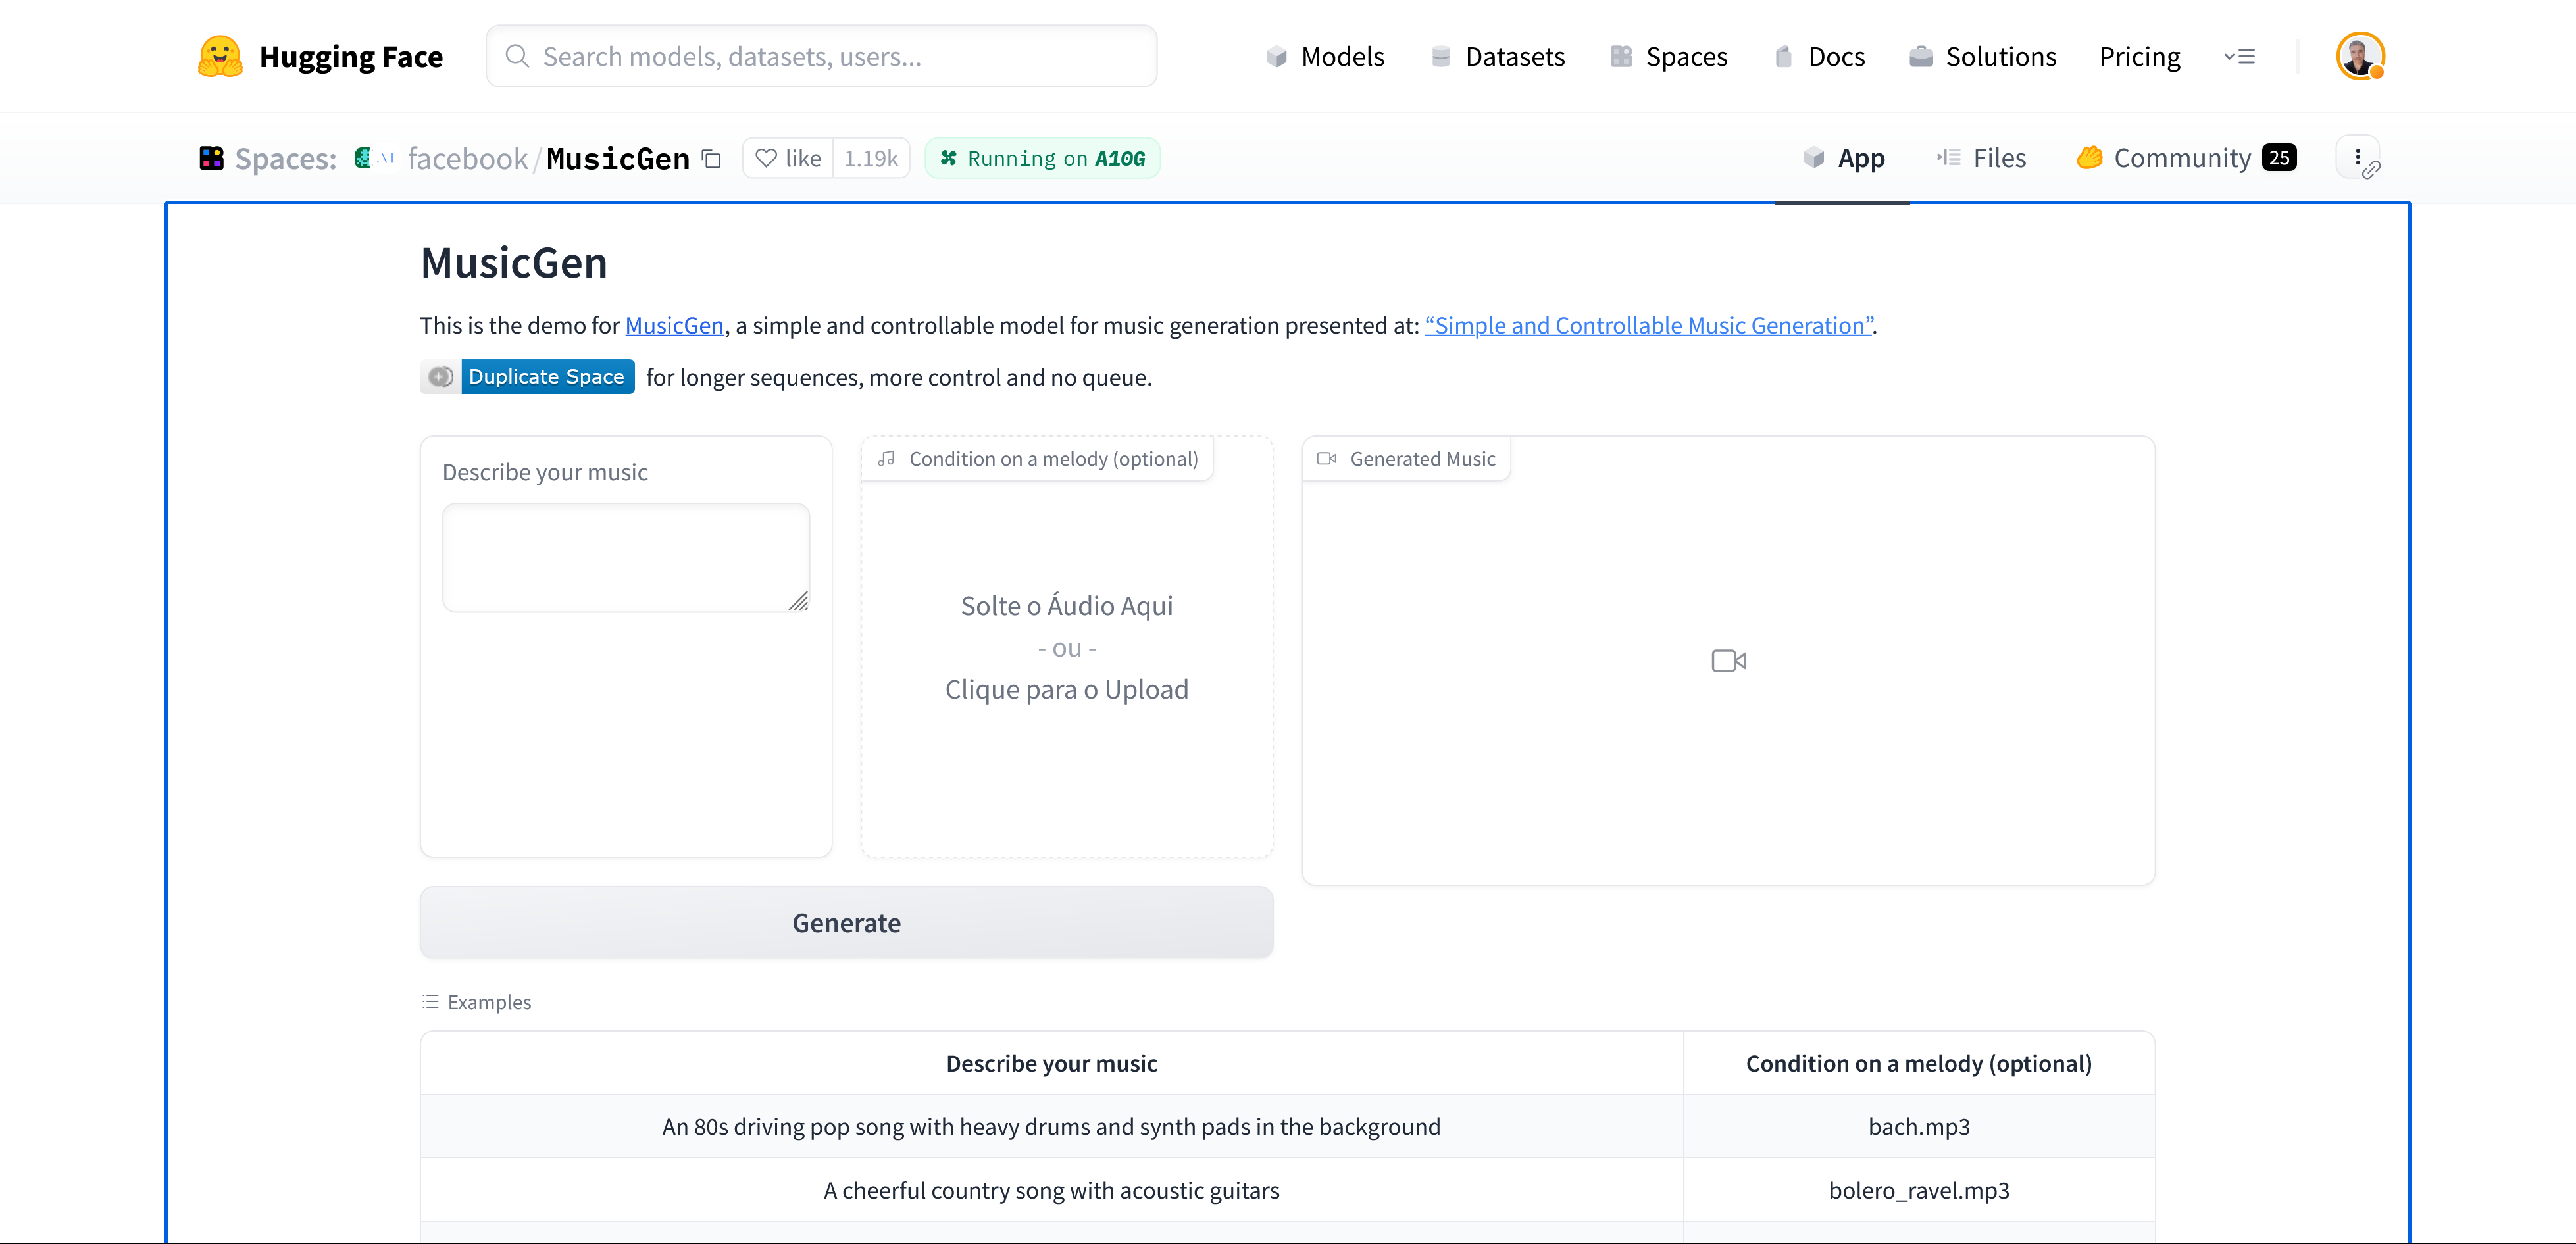 Hugging Face
Search models, datasets, users...
Models
Datasets
Spaces
Docs
Solutions
Pricing
Spaces:
facebook/MusicGen
like
1.19k
Running on A10G
App
Files
Community 25
MusicGen
This is the demo for MusicGen, a simple and controllable model for music generation presented at: “Simple and Controllable Music Generation”.
Duplicate Space for longer sequences, more control and no queue.
Describe your music
Condition on a melody (optional)
Solte o Áudio Aqui
- ou -
Clique para o Upload
Generated Music
Generate
Examples
Describe your music
Condition on a melody (optional)
An 80s driving pop song with heavy drums and synth pads in the background
bach.mp3
A cheerful country song with acoustic guitars
bolero_ravel.mp3